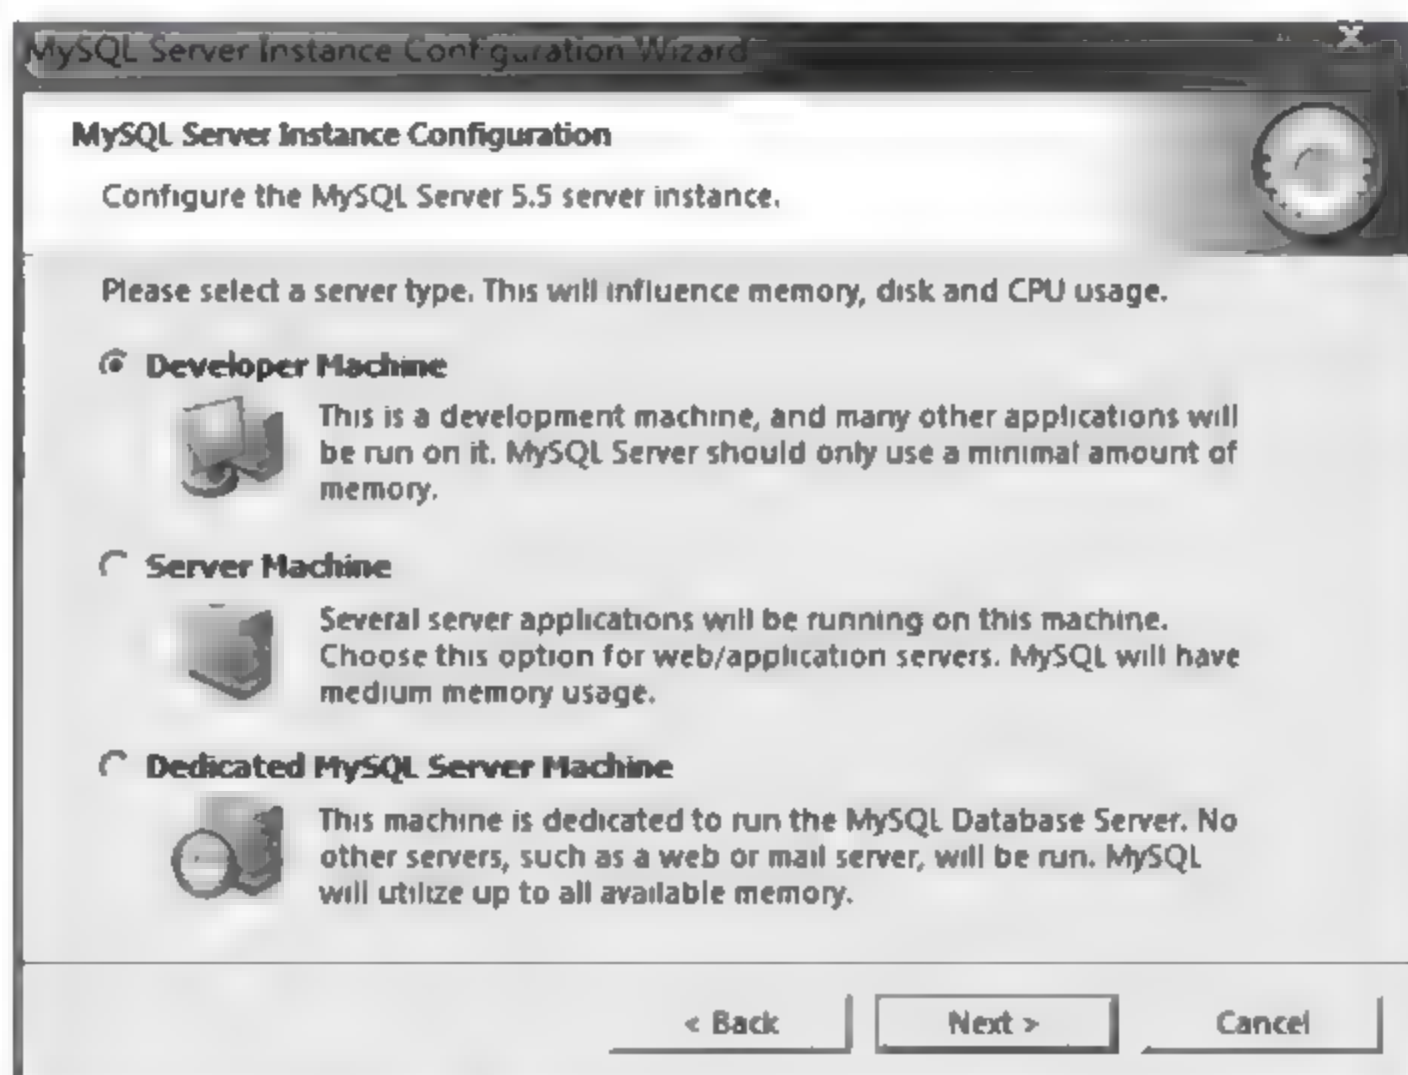 MySQL Server Instance Configuration Wizard
MySQL Server Instance Configuration
Configure the MySQL Server 5.5 server instance.
Please select a server type. This will influence memory, disk and CPU usage.
Developer Machine
This is a development machine, and many other applications will
be run on it. MySQL Server should only use a minimal amount of
memory.
Server Machine
Several server applications will be running on this machine.
Choose this option for web/application servers. MySQL will have
medium memory usage.
Dedicated MySQL Server Machine
This machine is dedicated to run the MySQL Database Server. No
other servers, such as a web or mail server, will be run. MySQL
will utilize up to all available memory.
< Back Next > Cancel